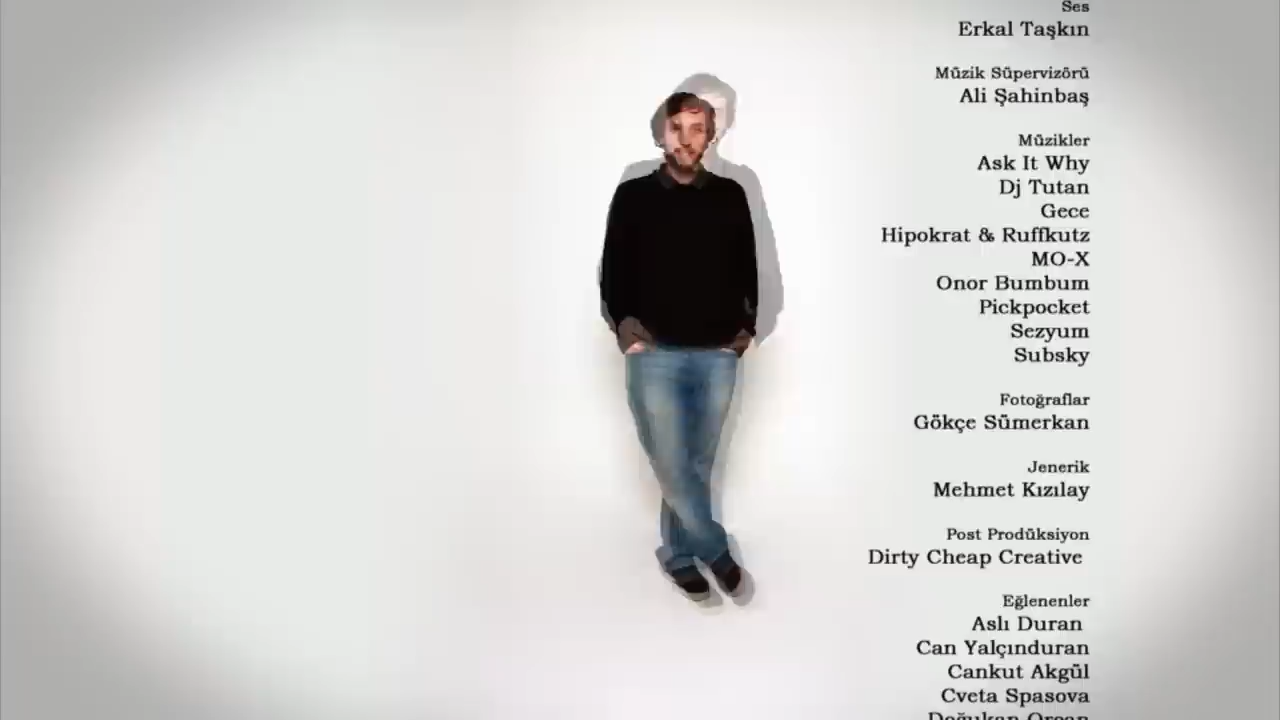 Ses
Erkal Taşkın
Müzik Süpervizörü
Ali Şahinbaş
Müzikler
Ask It Why
Dj Tutan
Gece
Hipokrat & Ruffkutz
MO-X
Onor Bumbum
Pickpocket
Sezyum
Subsky
Fotoğraflar
Gökçe Sümerkan
Jenerik
Mehmet Kızılay
Post Prodüksiyon
Dirty Cheap Creative
Eğlenenler
Aslı Duran
Can Yalçınduran
Cankut Akgül
Cveta Spasova